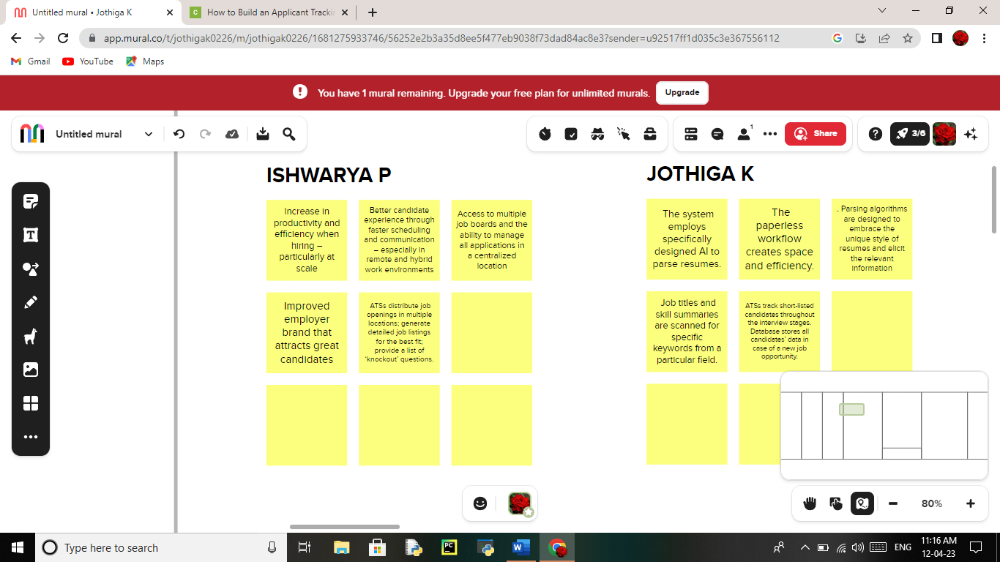 Untitled mural • Jothiga K
How to Build an Applicant Tracki
app.mural.co/t/jothigak0226/m/jothigak0226/1681275933746/56252e2b3a35d8ee5f477eb9038f73dad84ac8e3?sender=u92517ff1d035c3e367556112
Gmail
YouTube
Maps
You have 1 mural remaining. Upgrade your free plan for unlimited murals.
Upgrade
Untitled mural
1
Share
3/6
ISHWARYA P
Increase in
productivity and
efficiency when
hiring –
particularly at
scale
Better candidate
experience through
faster scheduling
and communication
– especially in
remote and hybrid
work environments
Access to multiple
job boards and the
ability to manage
all applications in
a centralized
location
Improved
employer
brand that
attracts great
candidates
ATSs distribute job
openings in multiple
locations; generate
detailed job listings
for the best fit;
provide a list of
‘knockout’ questions.
JOTHIGA K
The system
employs
specifically
designed AI to
parse resumes.
The
paperless
workflow
creates space
and efficiency.
. Parsing algorithms
are designed to
embrace the
unique style of
resumes and elicit
the relevant
information
Job titles and
skill summaries
are scanned for
specific
keywords from a
particular field.
ATSs track short-listed
candidates throughout
the interview stages.
Database stores all
candidates’ data in
case of a new job
opportunity.
80%
Type here to search
ENG
11:16 AM
12-04-23